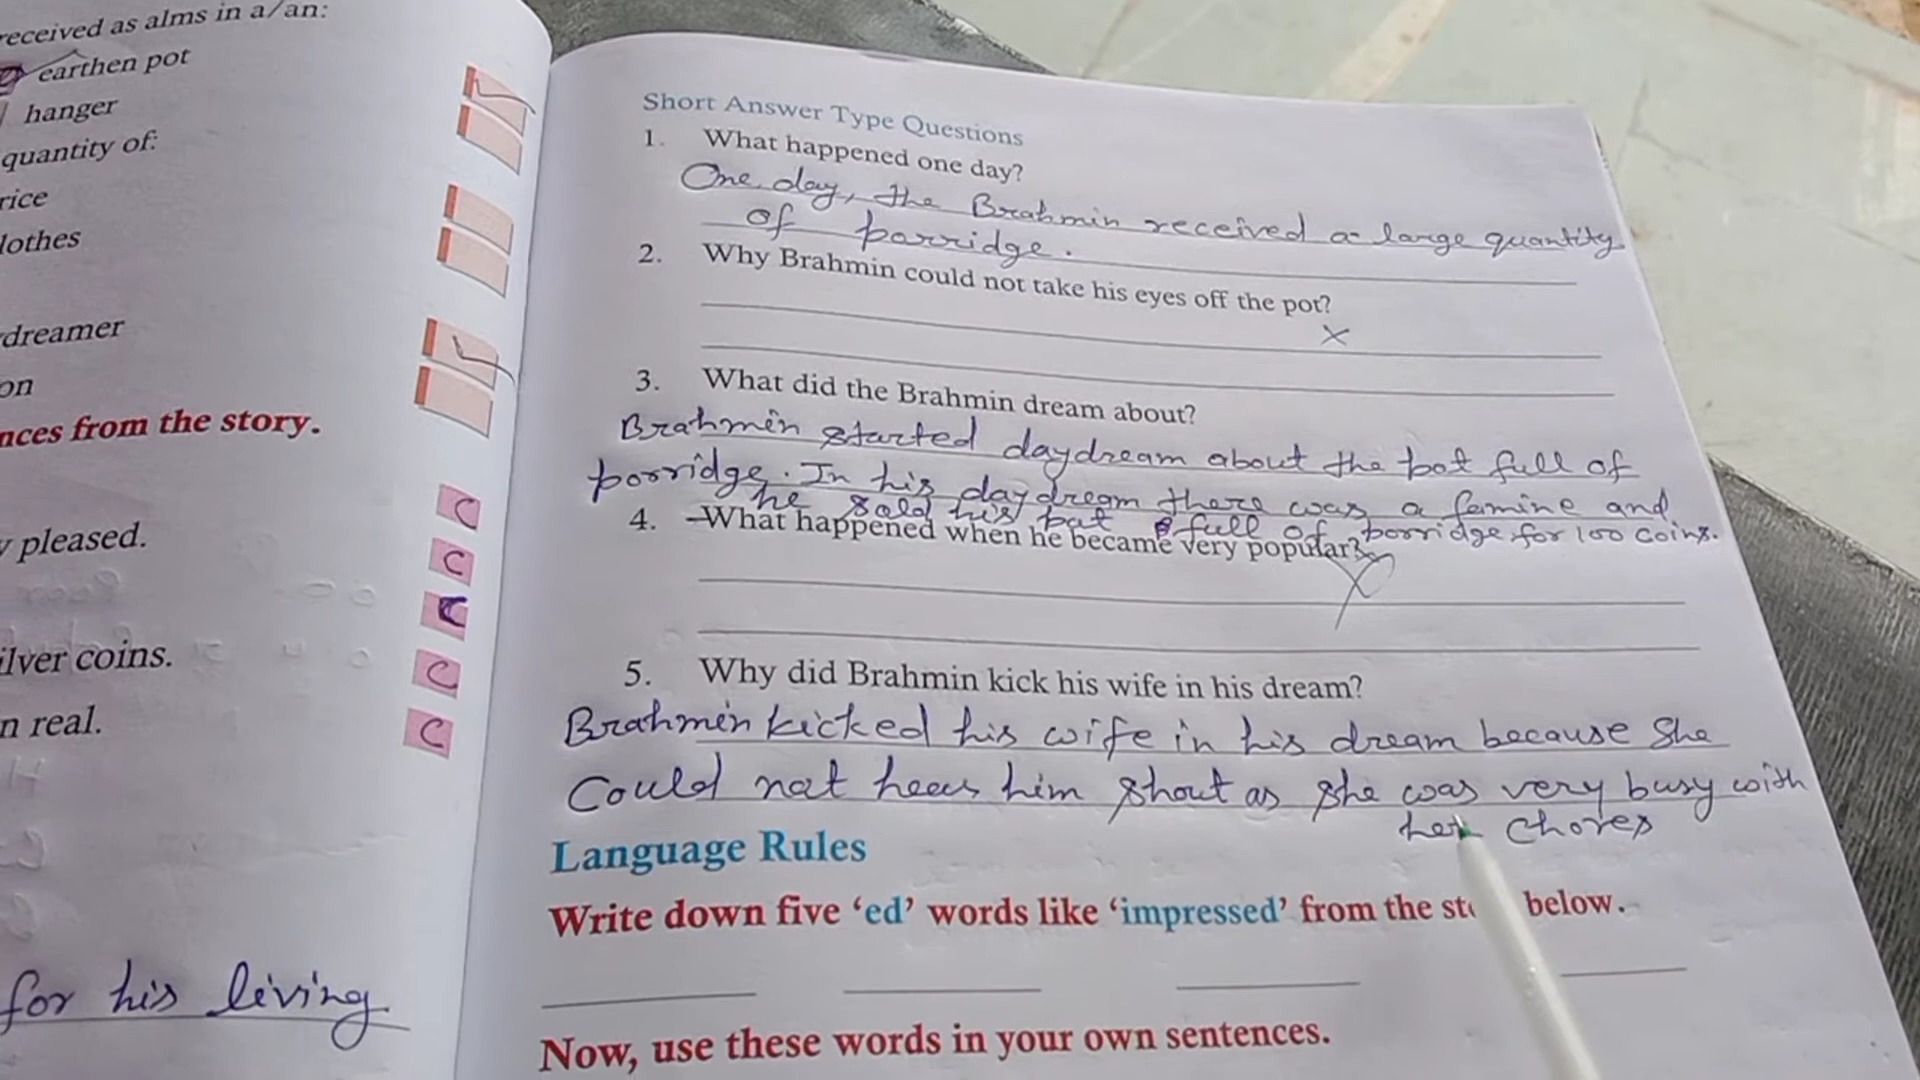 received as alms in a/an:
earthen pot
hanger
quantity of:
rice
lothes
dreamer
on
nces from the story.
C
y pleased.
C
C
ilver coins.
C
n real.
C
for his living
Short Answer Type Questions
1. What happened one day?
One day, the Brahmin received a large quantity
of porridge.
2. Why Brahmin could not take his eyes off the pot?
3. What did the Brahmin dream about?
Brahmin started daydream about the pot full of
porridge. In his daydream there was a famine and
he sold his pot full of porridge for 100 coins.
4. What happened when he became very popular?
5. Why did Brahmin kick his wife in his dream?
Brahmin kicked his wife in his dream because she
Could not hear him shout as she was very busy with
her chores
Language Rules
Write down five ‘ed’ words like ‘impressed’ from the below.
Now, use these words in your own sentences.